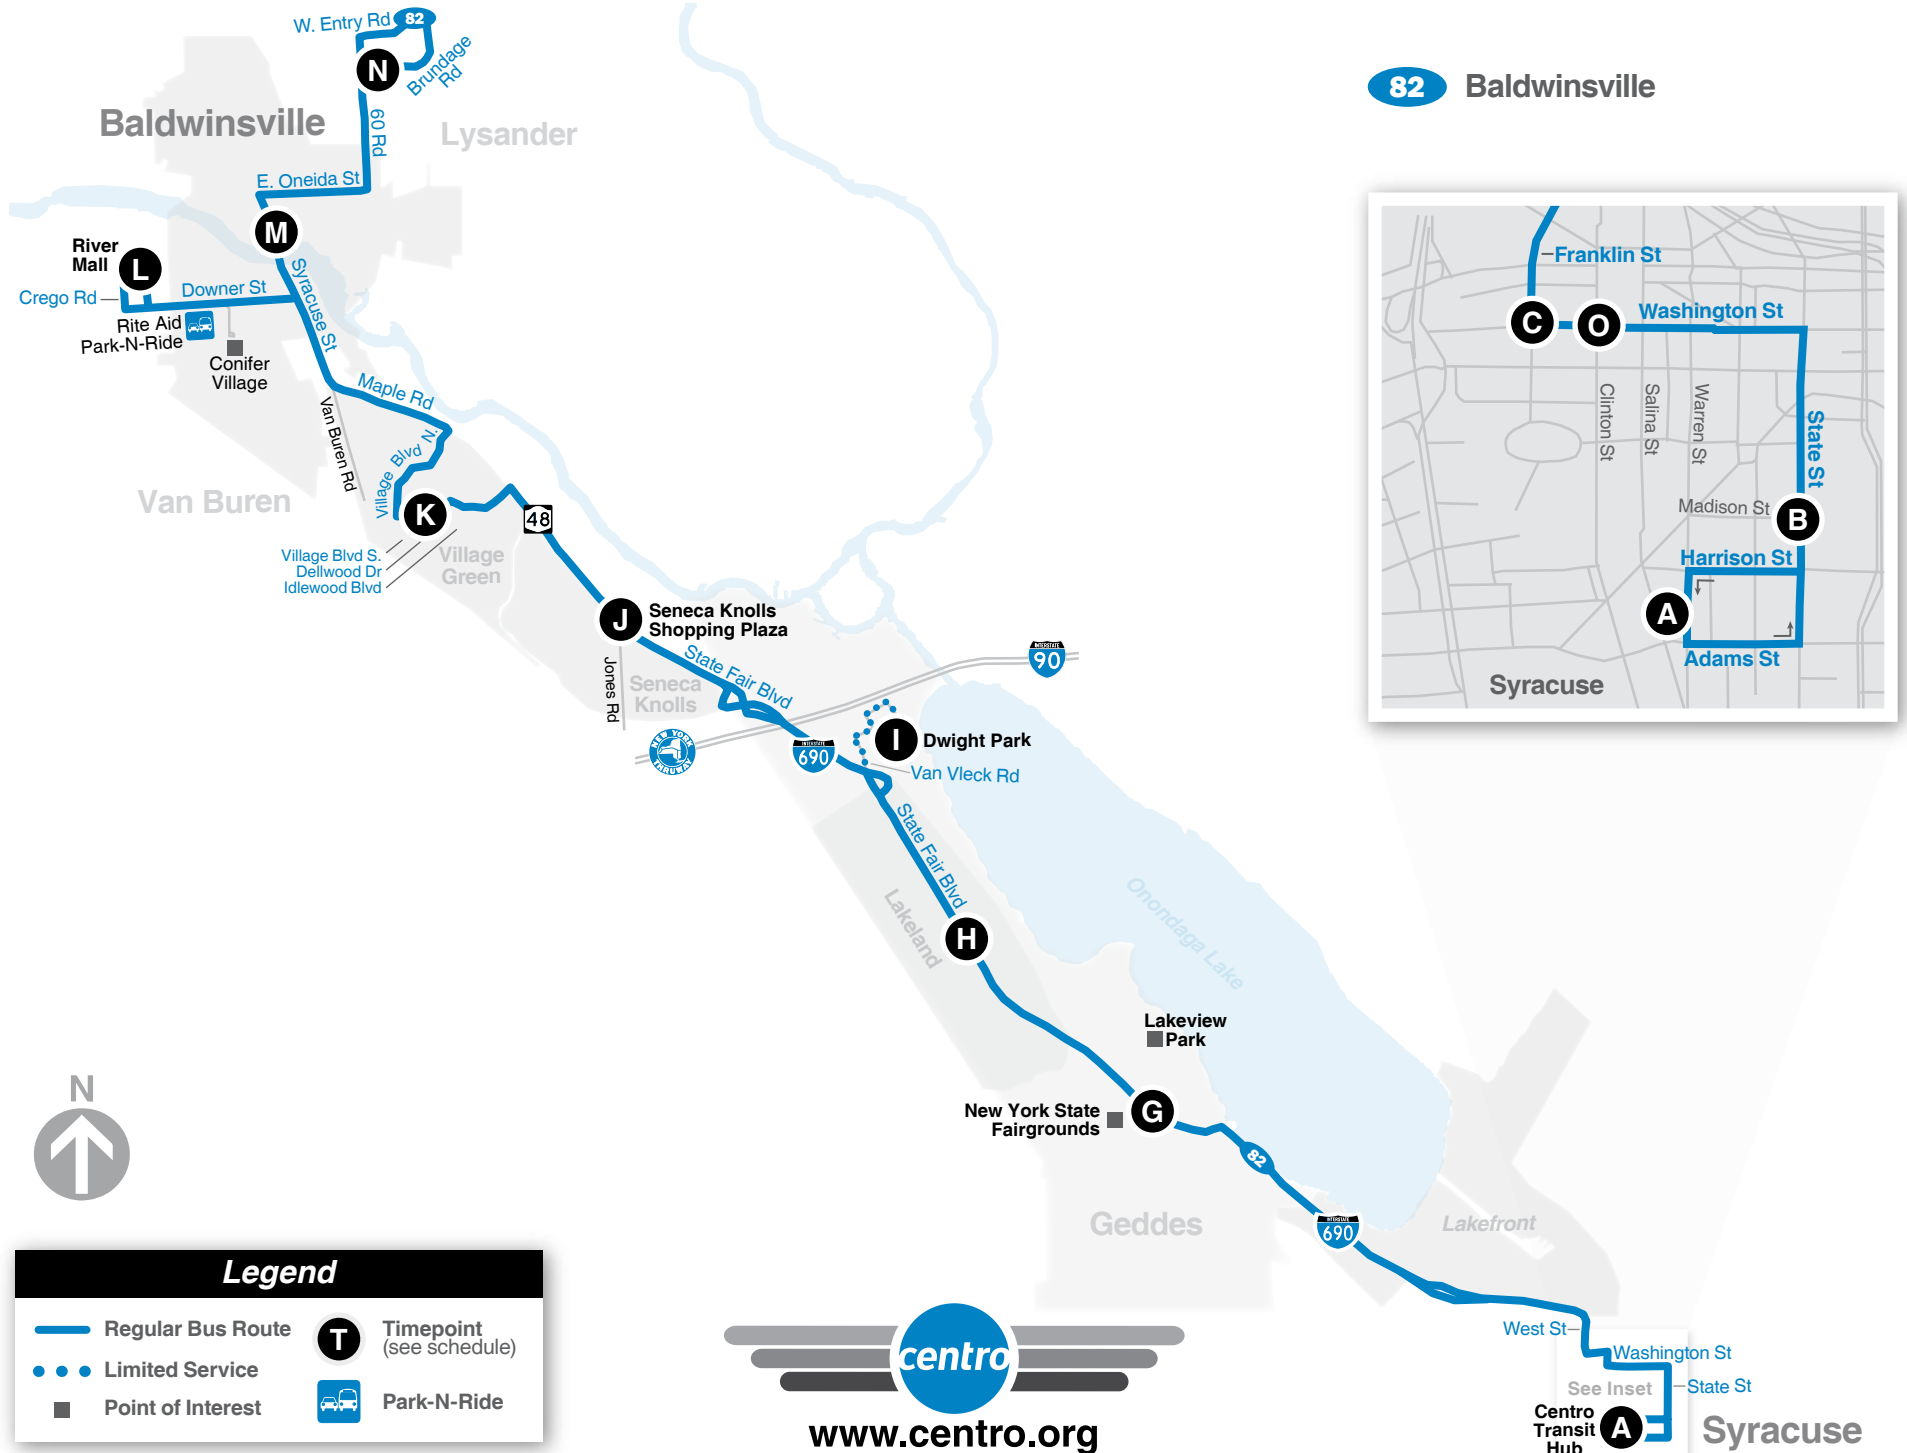 W. Entry Rd
82
N
Brundage
Rd
60 Rd
Baldwinsville
Lysander
E. Oneida St
M
River
Mall
L
Crego Rd
Downer St
Syracuse St
Rite Aid
Park-N-Ride
Conifer
Village
Maple Rd
Van Buren Rd
Village Blvd N.
Van Buren
K
48
Village Blvd S.
Dellwood Dr
Idlewood Blvd
Village
Green
J
Seneca Knolls
Shopping Plaza
State Fair Blvd
Jones Rd
Seneca
Knolls
INTERSTATE
90
NEW YORK
THRUWAY
INTERSTATE
690
I
Dwight Park
Van Vleck Rd
State Fair Blvd
Lakeland
H
Onondaga Lake
Lakeview
Park
New York State
Fairgrounds
G
82
Geddes
INTERSTATE
690
Lakefront
West St
Washington St
See Inset
State St
Centro
Transit
Hub
A
Syracuse
82 Baldwinsville
Franklin St
C
O
Washington St
Clinton St
Salina St
Warren St
State St
Madison St
B
Harrison St
A
Adams St
Syracuse
N
Legend
Regular Bus Route
Limited Service
Point of Interest
T
Timepoint
(see schedule)
Park-N-Ride
centro
www.centro.org